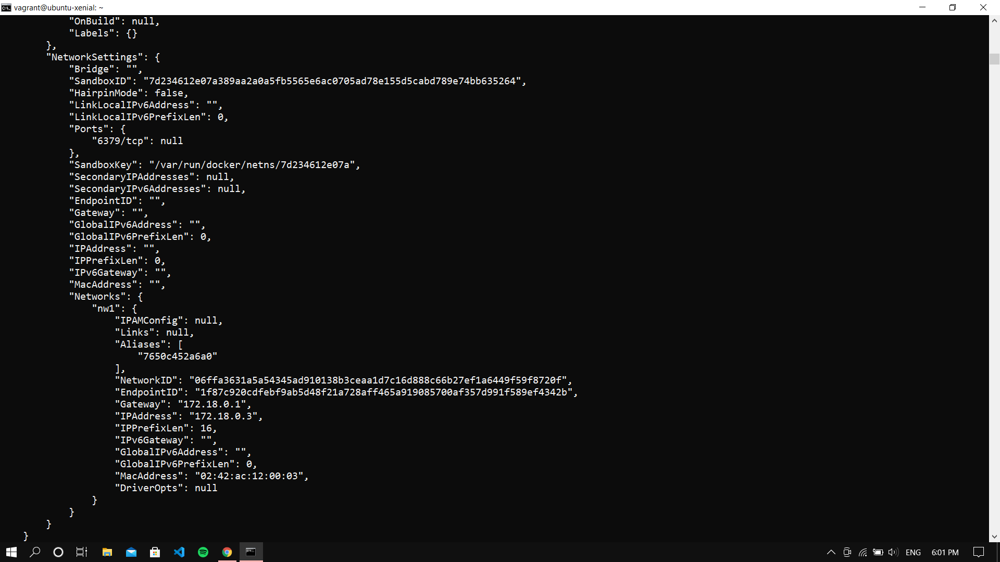 vagrant@ubuntu-xenial: ~
"OnBuild": null,
"Labels": {}
},
"NetworkSettings": {
"Bridge": "",
"SandboxID": "7d234612e07a389aa2a0a5fb5565e6ac0705ad78e155d5cabd789e74bb635264",
"HairpinMode": false,
"LinkLocalIPv6Address": "",
"LinkLocalIPv6PrefixLen": 0,
"Ports": {
"6379/tcp": null
},
"SandboxKey": "/var/run/docker/netns/7d234612e07a",
"SecondaryIPAddresses": null,
"SecondaryIPv6Addresses": null,
"EndpointID": "",
"Gateway": "",
"GlobalIPv6Address": "",
"GlobalIPv6PrefixLen": 0,
"IPAddress": "",
"IPPrefixLen": 0,
"IPv6Gateway": "",
"MacAddress": "",
"Networks": {
"nw1": {
"IPAMConfig": null,
"Links": null,
"Aliases": [
"7650c452a6a0"
],
"NetworkID": "06ffa3631a5a54345ad910138b3ceaa1d7c16d888c66b27ef1a6449f59f8720f",
"EndpointID": "1f87c920cdfebf9ab5d48f21a728aff465a919085700af357d991f589ef4342b",
"Gateway": "172.18.0.1",
"IPAddress": "172.18.0.3",
"IPPrefixLen": 16,
"IPv6Gateway": "",
"GlobalIPv6Address": "",
"GlobalIPv6PrefixLen": 0,
"MacAddress": "02:42:ac:12:00:03",
"DriverOpts": null
}
}
}
}
ENG
6:01 PM